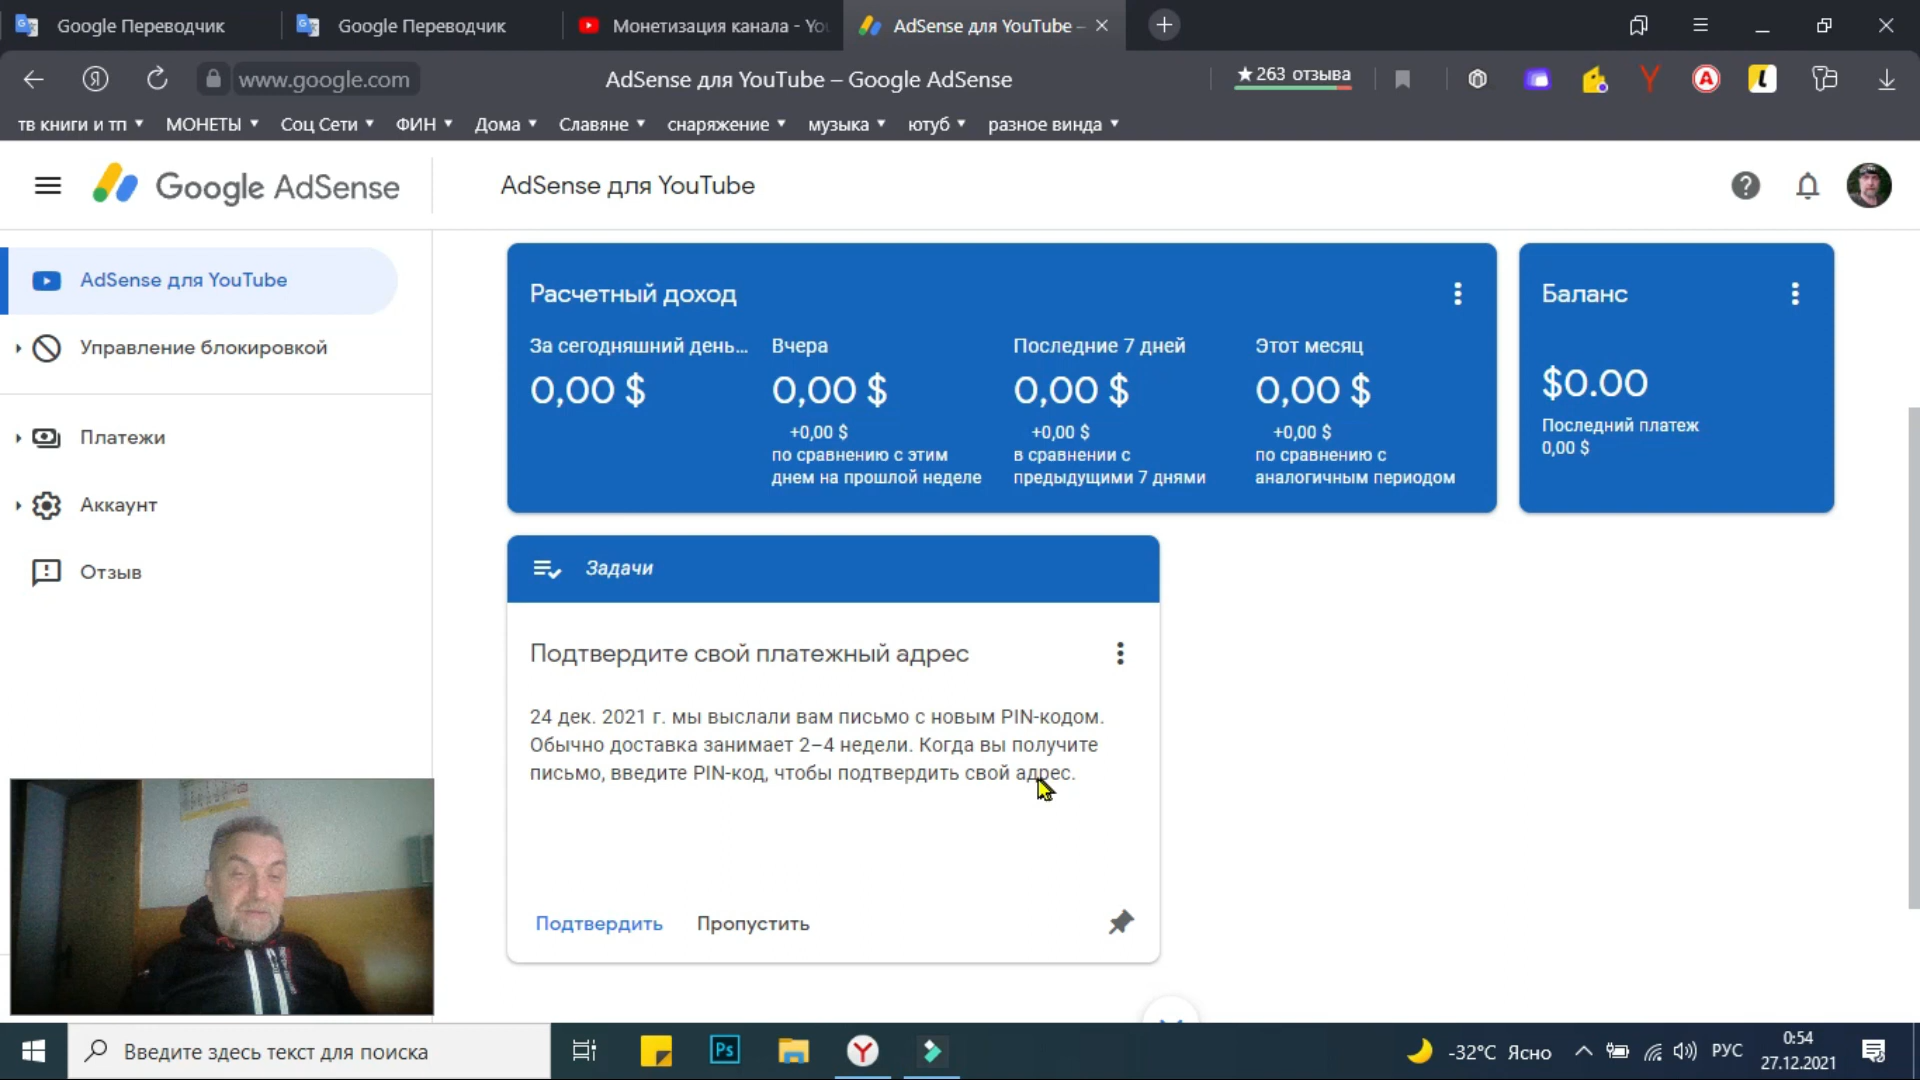 Google Переводчик
Google Переводчик
Монетизация канала - You
AdSense для YouTube –
www.google.com
AdSense для YouTube – Google AdSense
★263 отзыва
тв книги и тп
МОНЕТЫ
Соц Сети
ФИН
Дома
Славяне
снаряжение
музыка
ютуб
разное винда
Google AdSense
AdSense для YouTube
AdSense для YouTube
Управление блокировкой
Платежи
Аккаунт
Отзыв
Расчетный доход
За сегодняшний день...
0,00 $
Вчера
0,00 $
+0,00 $
по сравнению с этим
днем на прошлой неделе
Последние 7 дней
0,00 $
+0,00 $
в сравнении с
предыдущими 7 днями
Этот месяц
0,00 $
+0,00 $
по сравнению с
аналогичным периодом
Баланс
$0.00
Последний платеж
0,00 $
Задачи
Подтвердите свой платежный адрес
24 дек. 2021 г. мы выслали вам письмо с новым PIN-кодом.
Обычно доставка занимает 2–4 недели. Когда вы получите
письмо, введите PIN-код, чтобы подтвердить свой адрес.
Подтвердить
Пропустить
Введите здесь текст для поиска
Ps
-32°C Ясно
РУС
0:54
27.12.2021